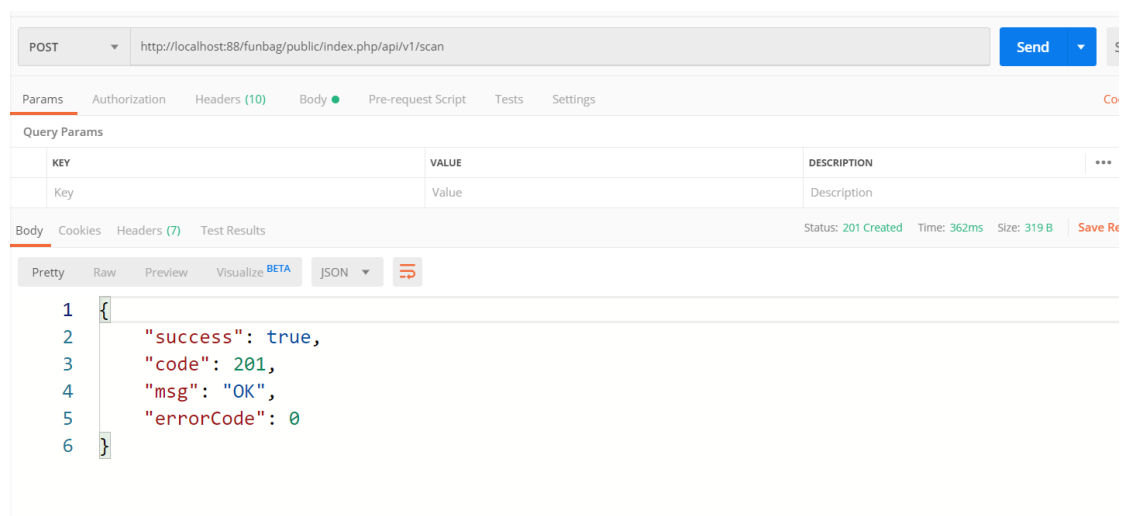 POST http://localhost:88/funbag/public/index.php/api/v1/scan Send
Params Authorization Headers (10) Body Pre-request Script Tests Settings
Query Params
KEY VALUE DESCRIPTION •••
Key Value Description
Body Cookies Headers (7) Test Results Status: 201 Created Time: 362ms Size: 319 B Save Re
Pretty Raw Preview Visualize BETA JSON
1 {
2 "success": true,
3 "code": 201,
4 "msg": "OK",
5 "errorCode": 0
6 }